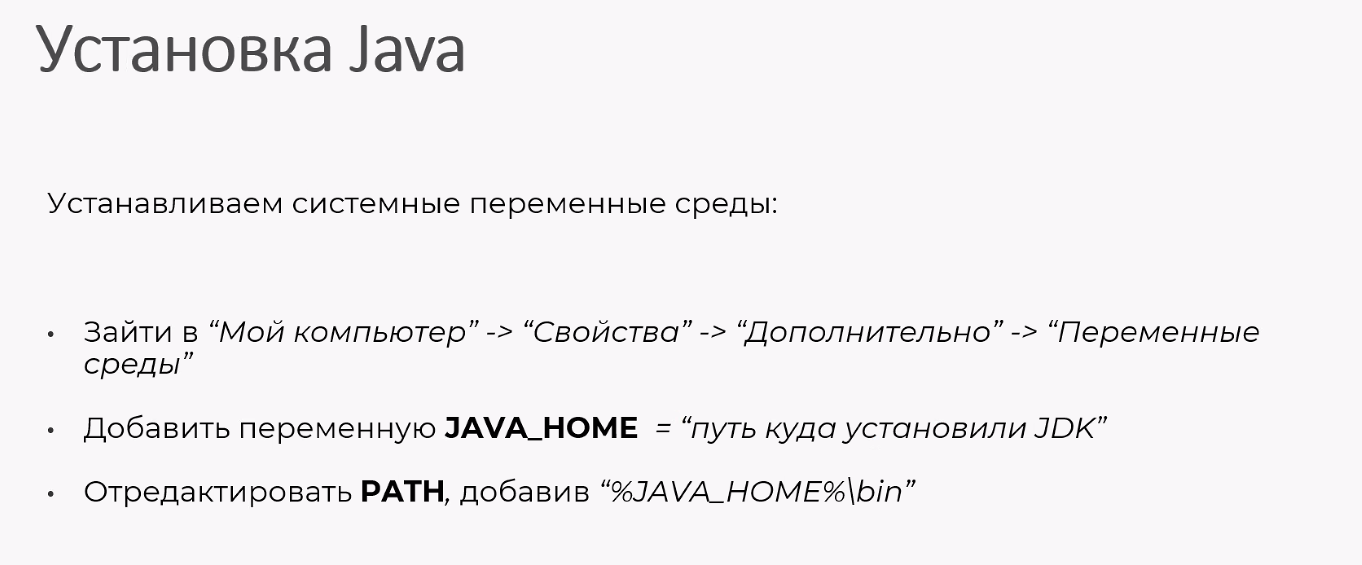 Установка Java
Устанавливаем системные переменные среды:
• Зайти в “Мой компьютер” -> “Свойства” -> “Дополнительно” -> “Переменные
среды”
• Добавить переменную JAVA_HOME = “путь куда установили JDK”
• Отредактировать PATH, добавив “%JAVA_HOME%\bin”